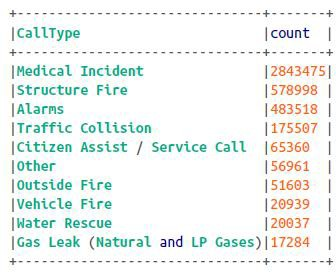 +-------------------------------+-------+
|CallType                       |count  |
+-------------------------------+-------+
|Medical Incident               |2843475|
|Structure Fire                 |578998 |
|Alarms                         |483518 |
|Traffic Collision              |175507 |
|Citizen Assist / Service Call  |65360  |
|Other                          |56961  |
|Outside Fire                   |51603  |
|Vehicle Fire                   |20939  |
|Water Rescue                   |20037  |
|Gas Leak (Natural and LP Gases)|17284  |
+-------------------------------+-------+